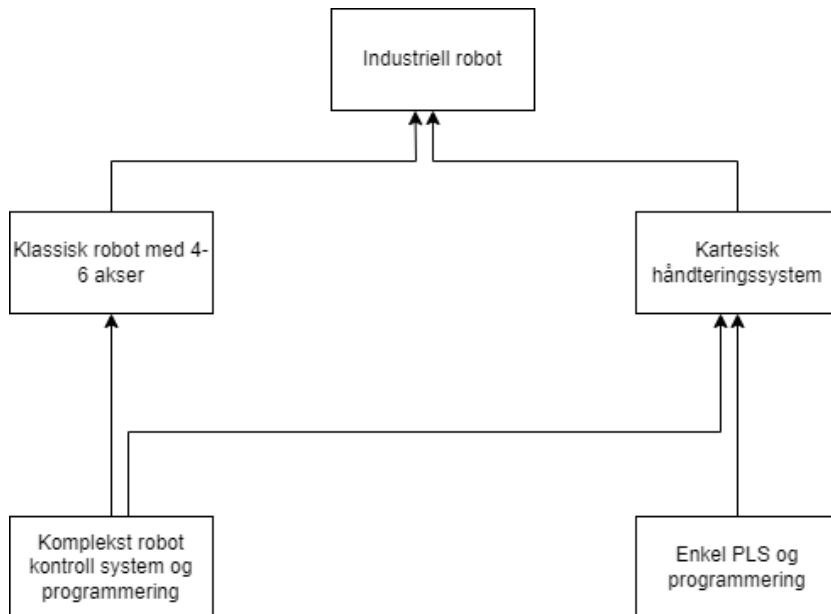 Industriell robot
Klassisk robot med 4-
6 akser
Kartesisk
håndteringssystem
Komplekst robot
kontroll system og
programmering
Enkel PLS og
programmering